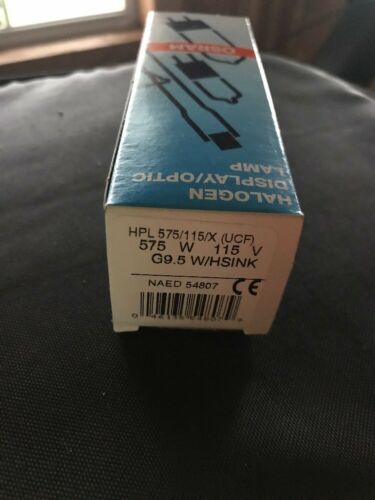 OSRAM
HALOGEN
DISPLAY/OPTIC
LAMP
HPL 575/115/X (UCF)
575 W 115 V
G9.5 W/HSINK
NAED 54807 CE